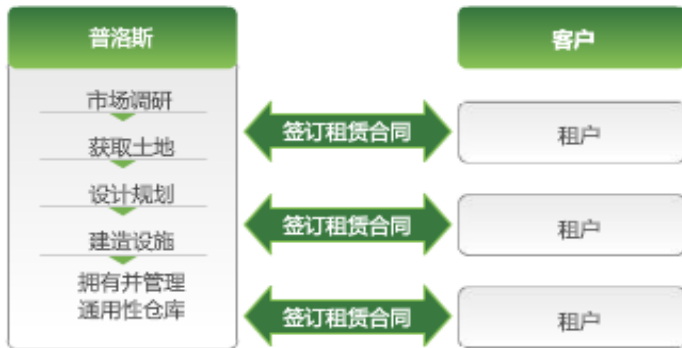 普洛斯
市场调研
获取土地
设计规划
建造设施
拥有并管理
通用性仓库
签订租赁合同
签订租赁合同
签订租赁合同
客户
租户
租户
租户